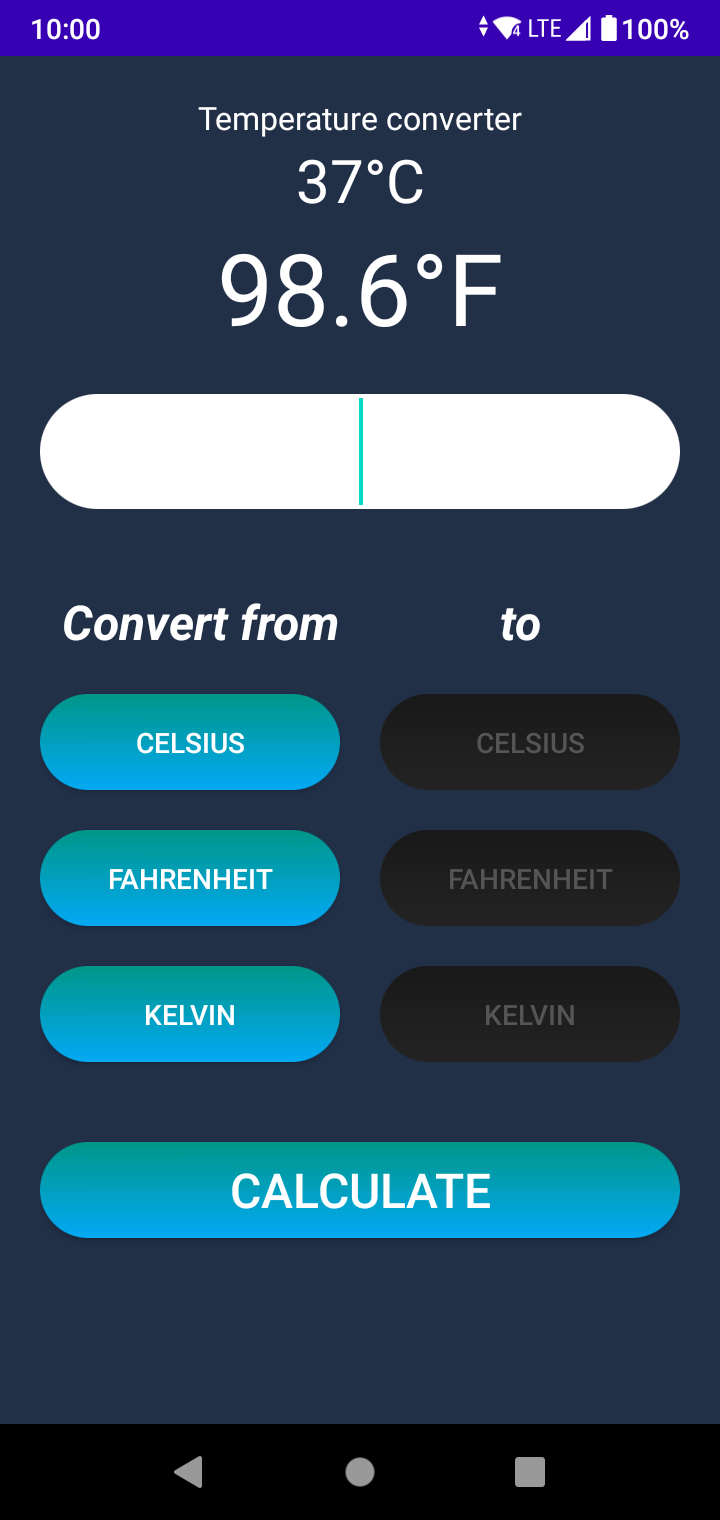 10:00 LTE 100%
Temperature converter
37°C
98.6°F
Convert from to
CELSIUS CELSIUS
FAHRENHEIT FAHRENHEIT
KELVIN KELVIN
CALCULATE